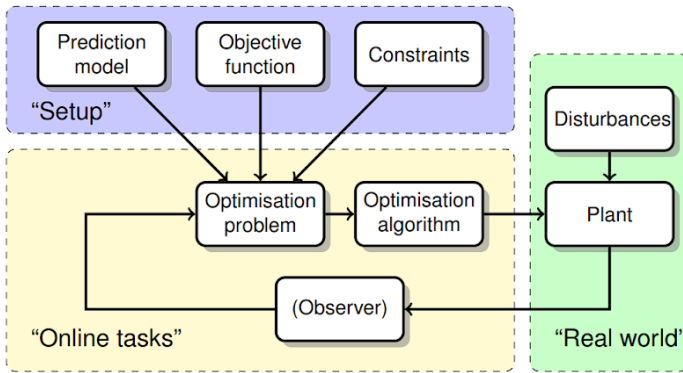 Prediction
model
Objective
function
Constraints
“Setup”
Disturbances
Optimisation
problem
Optimisation
algorithm
Plant
(Observer)
“Online tasks”
“Real world”